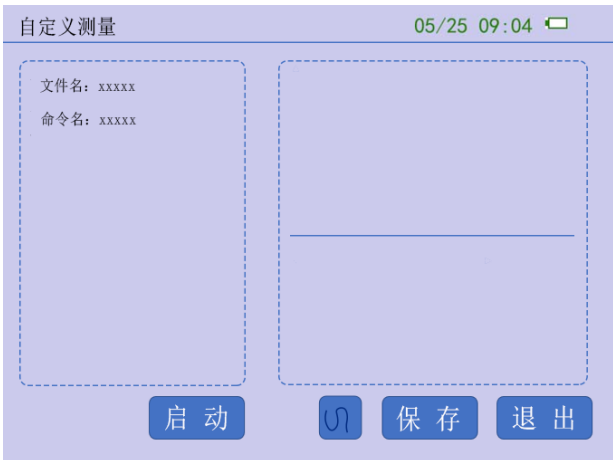 自定义测量
05/25 09:04
文件名：xxxxx
命令名：xxxxx
启 动
保 存
退 出